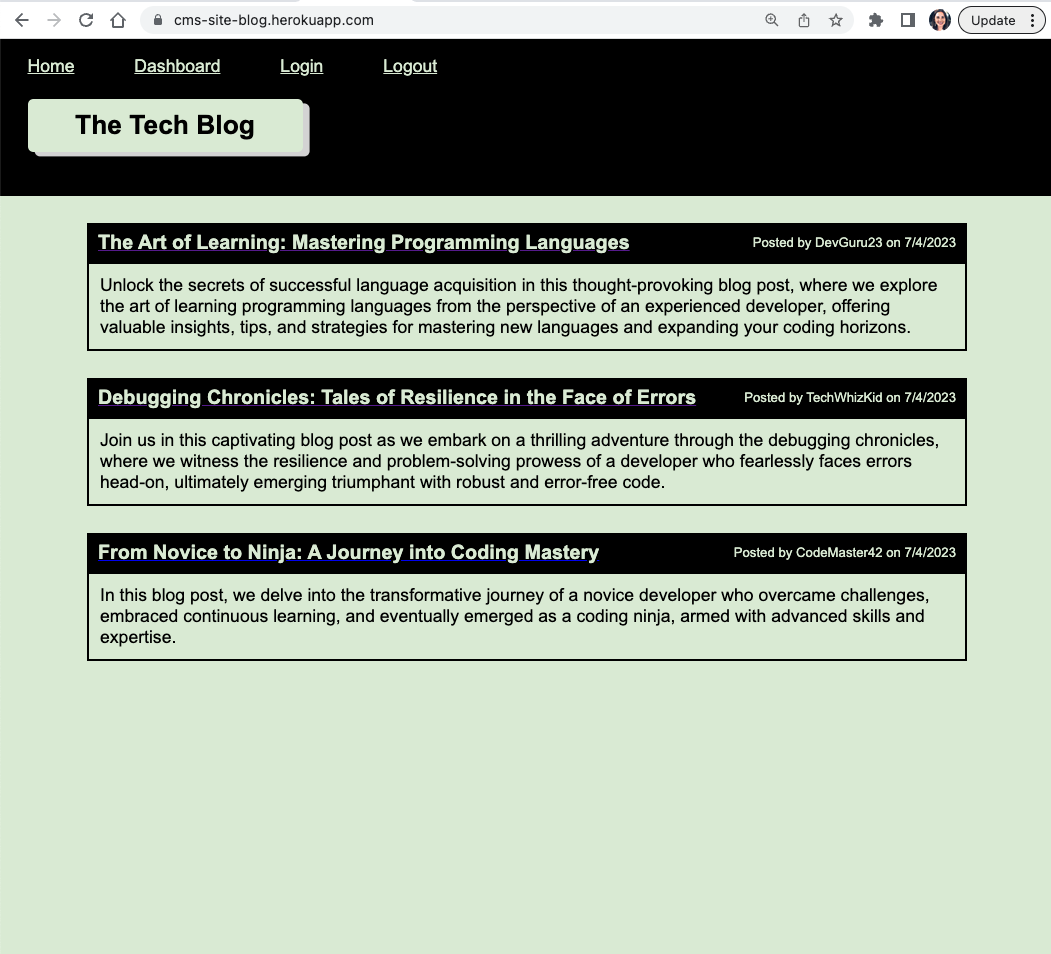 cms-site-blog.herokuapp.com
Update
Home Dashboard Login Logout
The Tech Blog
The Art of Learning: Mastering Programming Languages
Posted by DevGuru23 on 7/4/2023
Unlock the secrets of successful language acquisition in this thought-provoking blog post, where we explore
the art of learning programming languages from the perspective of an experienced developer, offering
valuable insights, tips, and strategies for mastering new languages and expanding your coding horizons.
Debugging Chronicles: Tales of Resilience in the Face of Errors
Posted by TechWhizKid on 7/4/2023
Join us in this captivating blog post as we embark on a thrilling adventure through the debugging chronicles,
where we witness the resilience and problem-solving prowess of a developer who fearlessly faces errors
head-on, ultimately emerging triumphant with robust and error-free code.
From Novice to Ninja: A Journey into Coding Mastery
Posted by CodeMaster42 on 7/4/2023
In this blog post, we delve into the transformative journey of a novice developer who overcame challenges,
embraced continuous learning, and eventually emerged as a coding ninja, armed with advanced skills and
expertise.